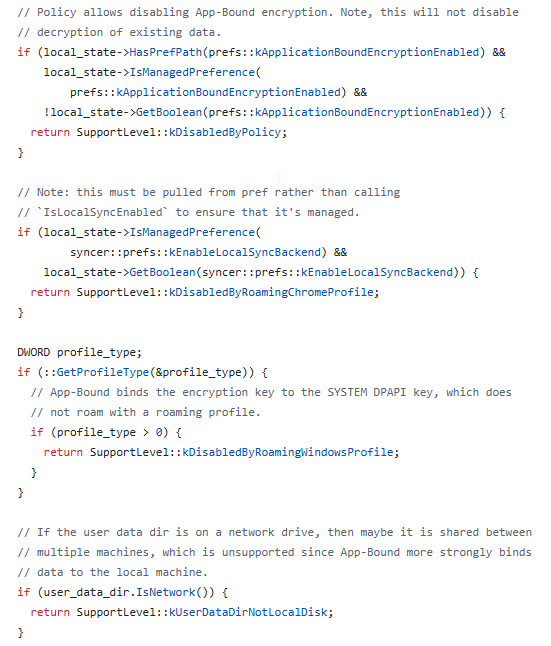 // Policy allows disabling App-Bound encryption. Note, this will not disable
// decryption of existing data.
if (local_state->HasPrefPath(prefs::kApplicationBoundEncryptionEnabled) &&
    local_state->IsManagedPreference(
        prefs::kApplicationBoundEncryptionEnabled) &&
    !local_state->GetBoolean(prefs::kApplicationBoundEncryptionEnabled)) {
  return SupportLevel::kDisabledByPolicy;
}

// Note: this must be pulled from pref rather than calling
// `IsLocalSyncEnabled` to ensure that it's managed.
if (local_state->IsManagedPreference(
        syncer::prefs::kEnableLocalSyncBackend) &&
    local_state->GetBoolean(syncer::prefs::kEnableLocalSyncBackend)) {
  return SupportLevel::kDisabledByRoamingChromeProfile;
}

DWORD profile_type;
if (::GetProfileType(&profile_type)) {
  // App-Bound binds the encryption key to the SYSTEM DPAPI key, which does
  // not roam with a roaming profile.
  if (profile_type > 0) {
    return SupportLevel::kDisabledByRoamingWindowsProfile;
  }
}

// If the user data dir is on a network drive, then maybe it is shared between
// multiple machines, which is unsupported since App-Bound more strongly binds
// data to the local machine.
if (user_data_dir.IsNetwork()) {
  return SupportLevel::kUserDataDirNotLocalDisk;
}